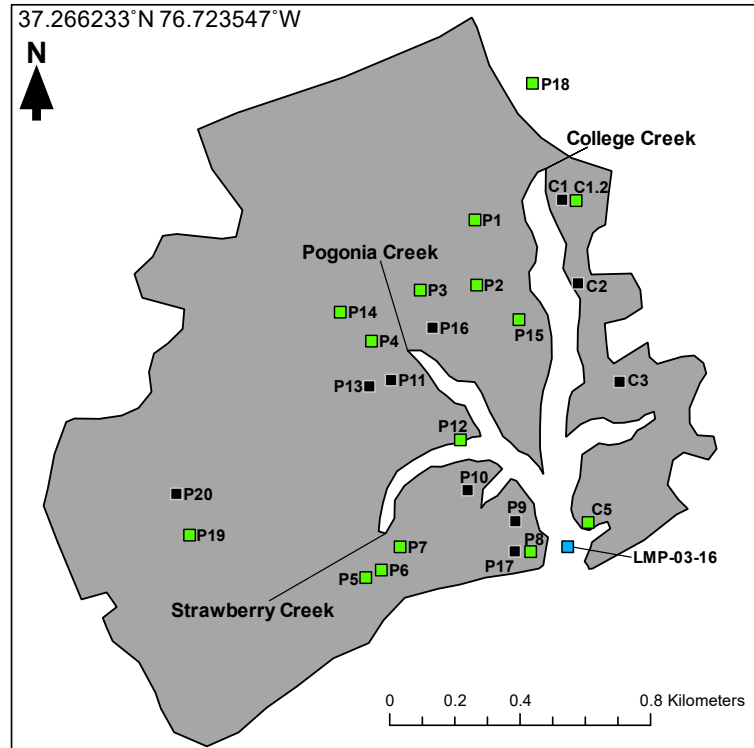 37.266233°N 76.723547°W
N
P18
College Creek
C1
C1.2
P1
Pogonia Creek
P3
P2
C2
P14
P16
P15
P4
P13
P11
C3
P12
P20
P10
P9
C5
P19
P7
P8
P17
LMP-03-16
P5
P6
Strawberry Creek
0
0.2
0.4
0.8 Kilometers